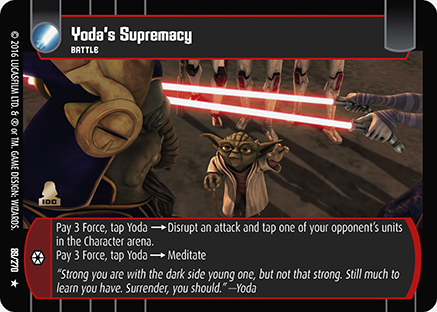 Yoda's Supremacy
BATTLE
© 2016 LUCASFILM LTD. & ® or TM. GAME DESIGN: WIZARDS.
IDC
Pay 3 Force, tap Yoda → Disrupt an attack and tap one of your opponent's units
in the Character arena.
Pay 3 Force, tap Yoda → Meditate
"Strong you are with the dark side young one, but not that strong. Still much to
learn you have. Surrender, you should." —Yoda